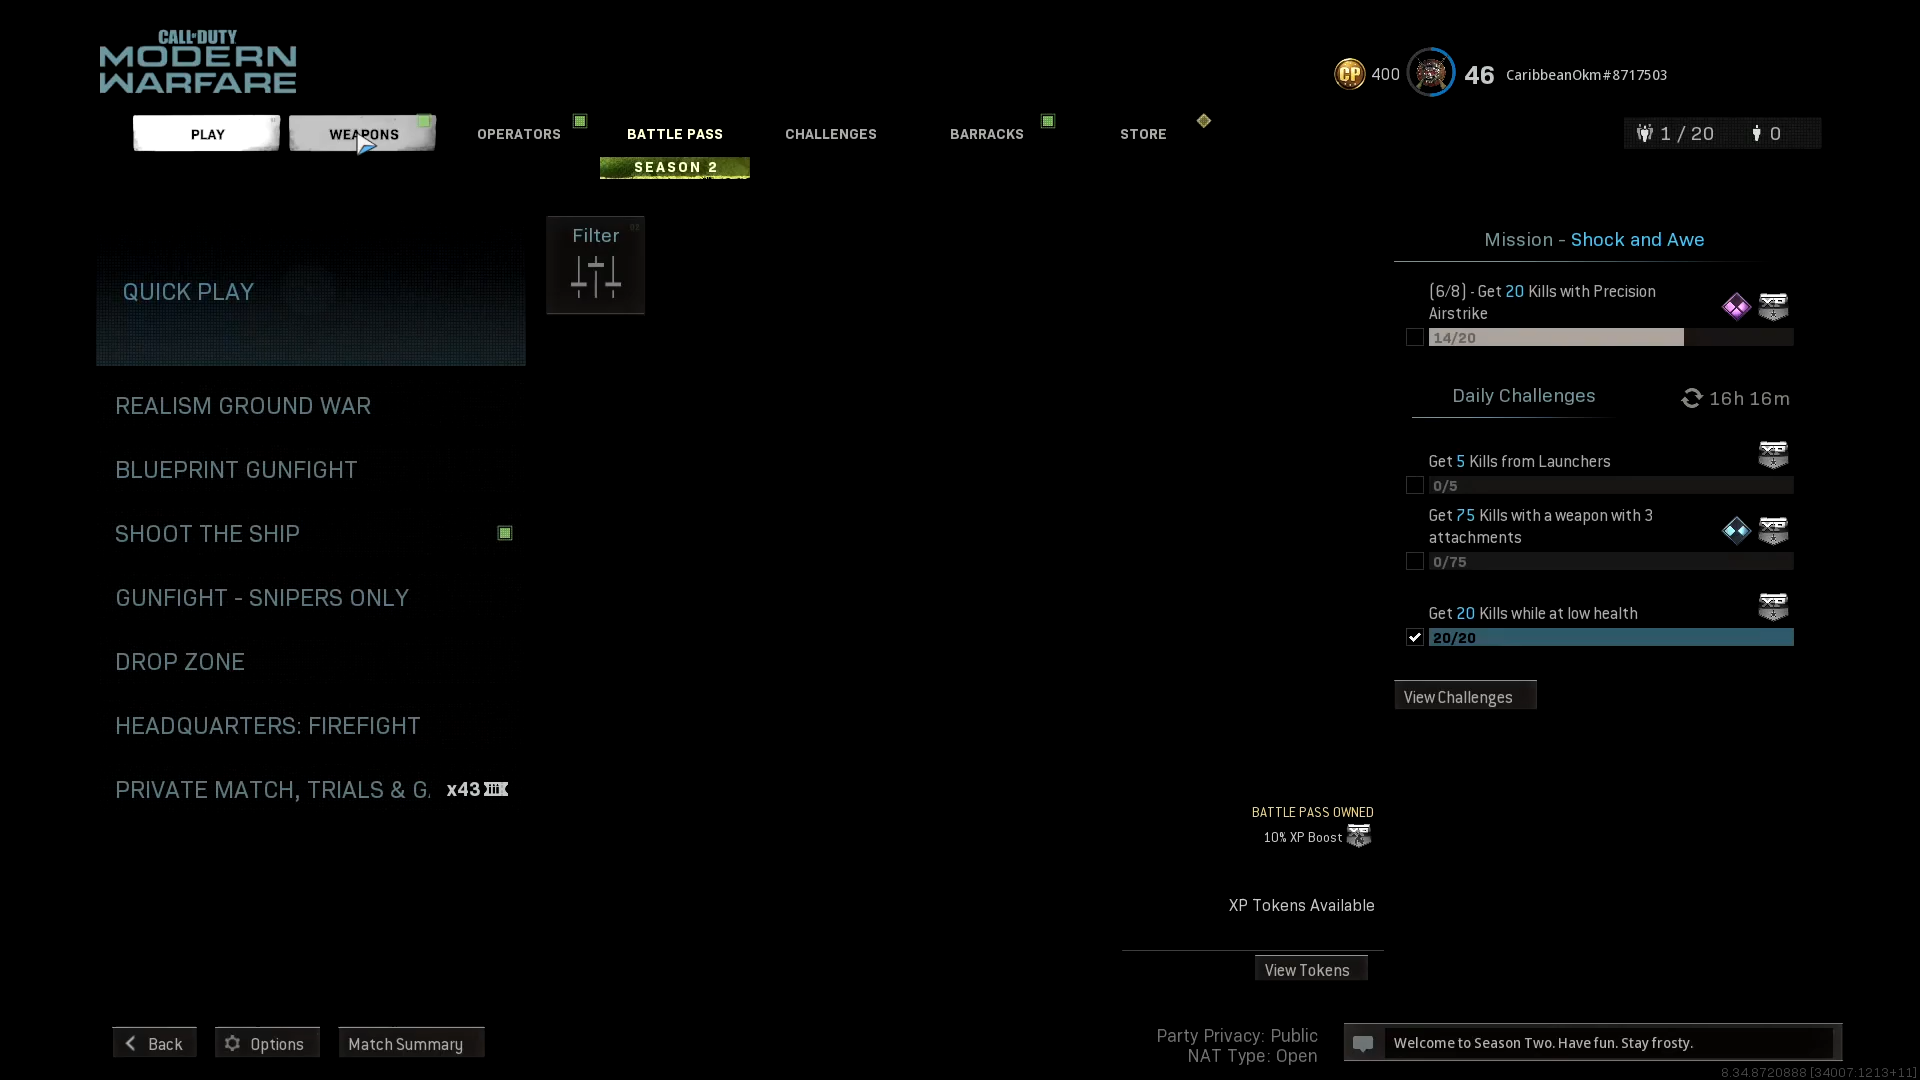 CALL OF DUTY
MODERN
WARFARE
CP 400 46 CaribbeanOkm#8717503
PLAY WEAPONS OPERATORS BATTLE PASS CHALLENGES BARRACKS STORE 1 / 20 0
SEASON 2
Filter
QUICK PLAY
REALISM GROUND WAR
BLUEPRINT GUNFIGHT
SHOOT THE SHIP
GUNFIGHT - SNIPERS ONLY
DROP ZONE
HEADQUARTERS: FIREFIGHT
PRIVATE MATCH, TRIALS & G. x43
Mission - Shock and Awe
(6/8) - Get 20 Kills with Precision
Airstrike
XP
14/20
Daily Challenges 16h 16m
Get 5 Kills from Launchers
XP
0/5
Get 75 Kills with a weapon with 3
attachments
XP
0/75
Get 20 Kills while at low health
XP
20/20
View Challenges
BATTLE PASS OWNED
10% XP Boost XP
XP Tokens Available
View Tokens
Back Options Match Summary
Party Privacy: Public
NAT Type: Open
Welcome to Season Two. Have fun. Stay frosty.
8.34.8720888 [34007:1213+11]